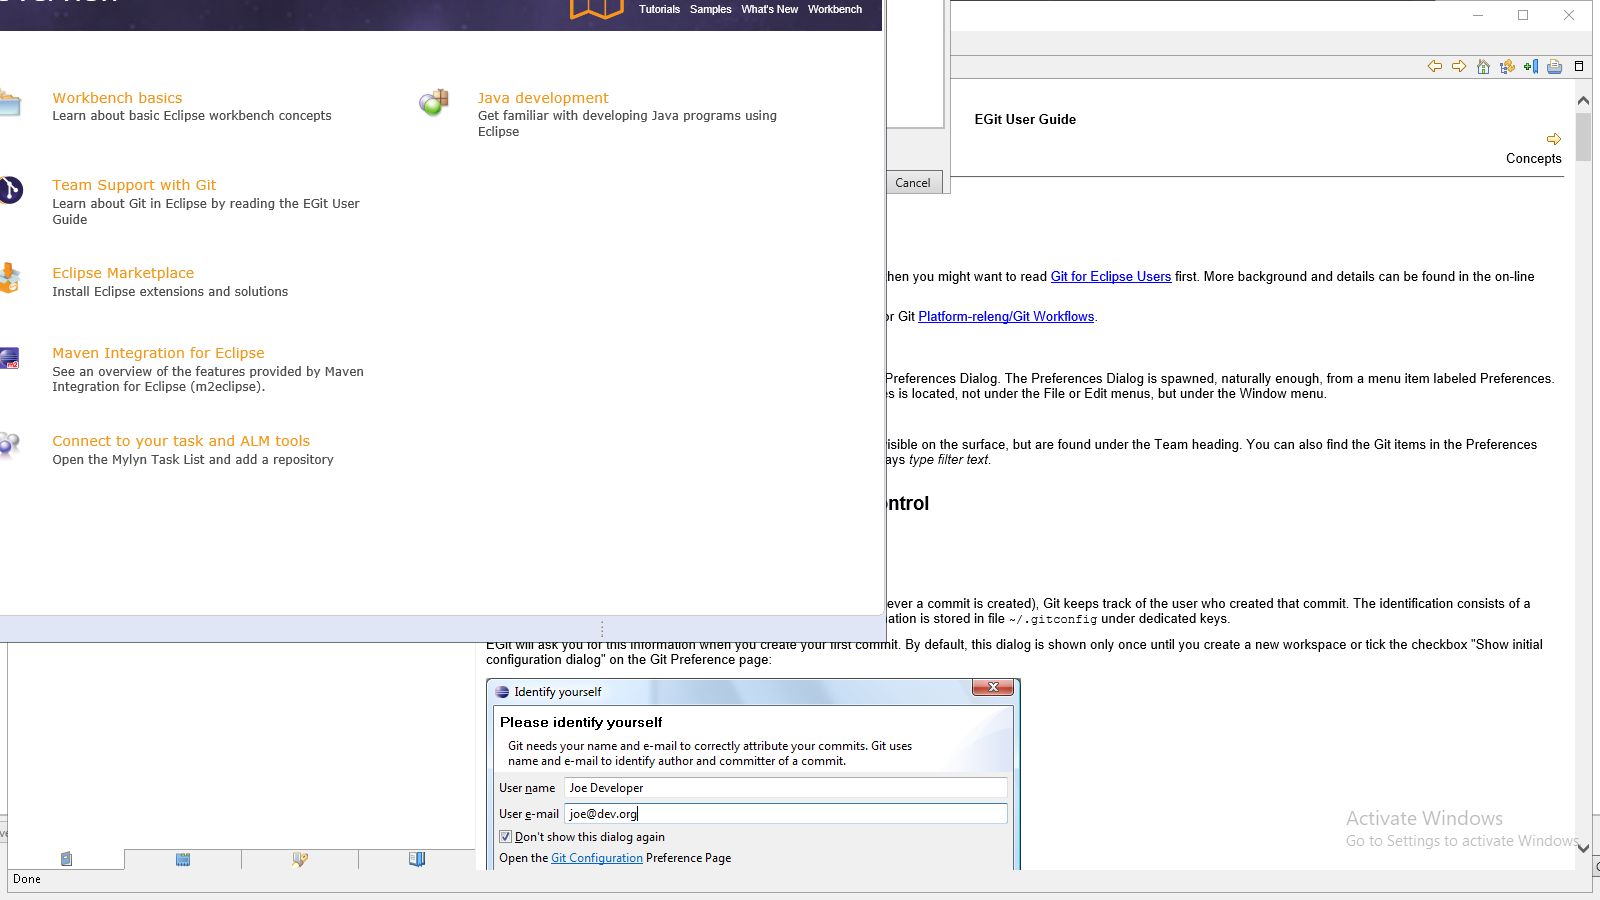 Tutorials Samples What's New Workbench
Workbench basics
Learn about basic Eclipse workbench concepts
Java development
Get familiar with developing Java programs using
Eclipse
Team Support with Git
Learn about Git in Eclipse by reading the EGit User
Guide
Eclipse Marketplace
Install Eclipse extensions and solutions
Maven Integration for Eclipse
See an overview of the features provided by Maven
Integration for Eclipse (m2eclipse).
Connect to your task and ALM tools
Open the Mylyn Task List and add a repository
Cancel
EGit User Guide
Concepts
hen you might want to read Git for Eclipse Users first. More background and details can be found in the on-line
or Git Platform-releng/Git Workflows.
Preferences Dialog. The Preferences Dialog is spawned, naturally enough, from a menu item labeled Preferences.
s is located, not under the File or Edit menus, but under the Window menu.
isible on the surface, but are found under the Team heading. You can also find the Git items in the Preferences
ays type filter text.
ontrol
ever a commit is created), Git keeps track of the user who created that commit. The identification consists of a
ation is stored in file ~/.gitconfig under dedicated keys.
EGit will ask you for this information when you create your first commit. By default, this dialog is shown only once until you create a new workspace or tick the checkbox "Show initial
configuration dialog" on the Git Preference page:
Identify yourself
Please identify yourself
Git needs your name and e-mail to correctly attribute your commits. Git uses
name and e-mail to identify author and committer of a commit.
User name Joe Developer
User e-mail joe@dev.org
Don't show this dialog again
Open the Git Configuration Preference Page
Activate Windows
Go to Settings to activate Windows.
Done